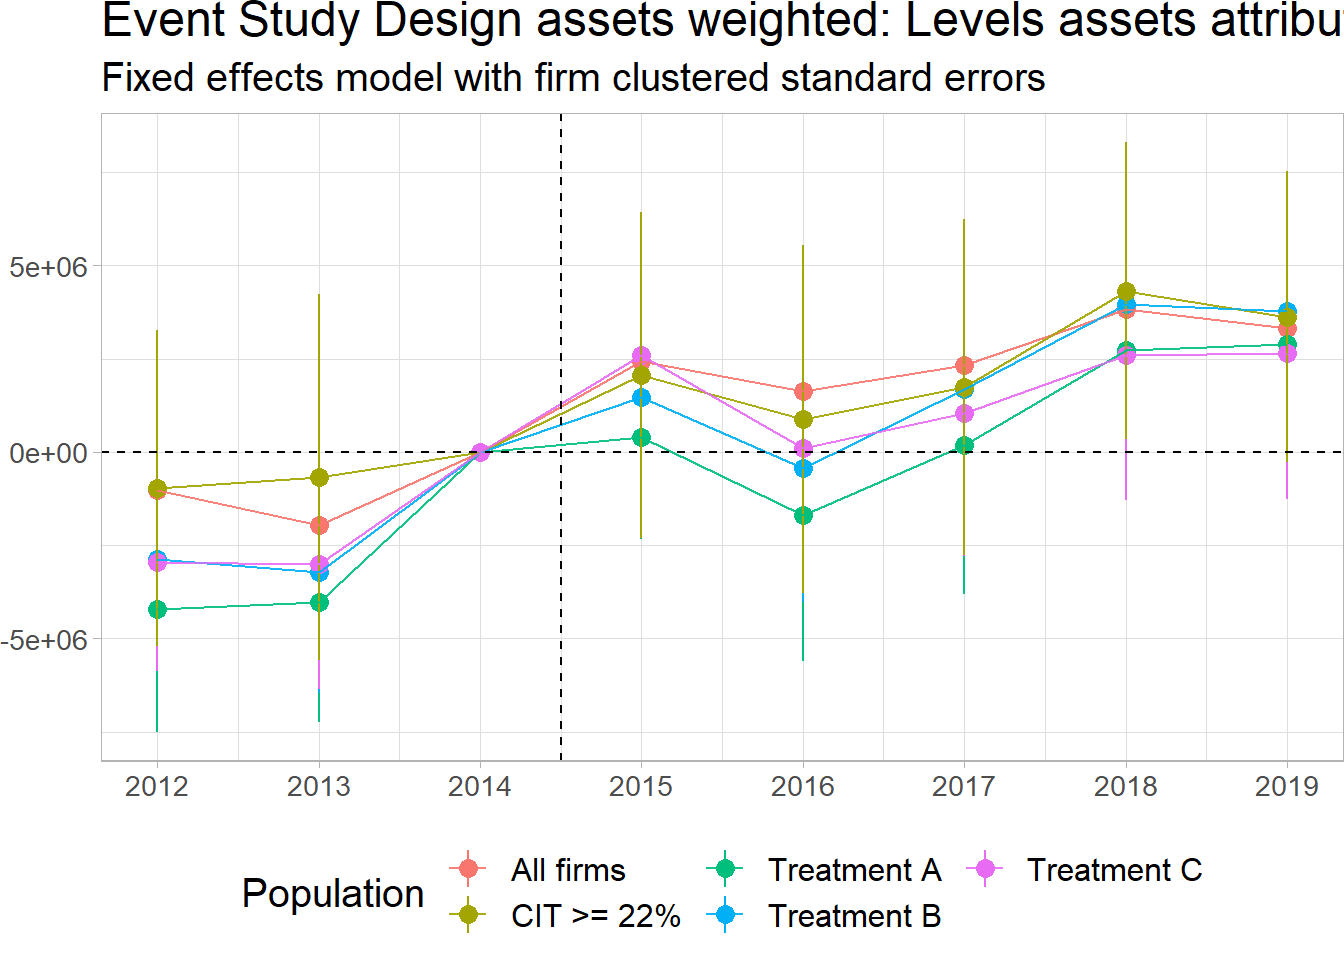 Event Study Design assets weighted: Levels assets attribu
Fixed effects model with firm clustered standard errors
5e+06
0e+00
-5e+06
2012 2013 2014 2015 2016 2017 2018 2019
Population
All firms Treatment A Treatment C
CIT >= 22% Treatment B